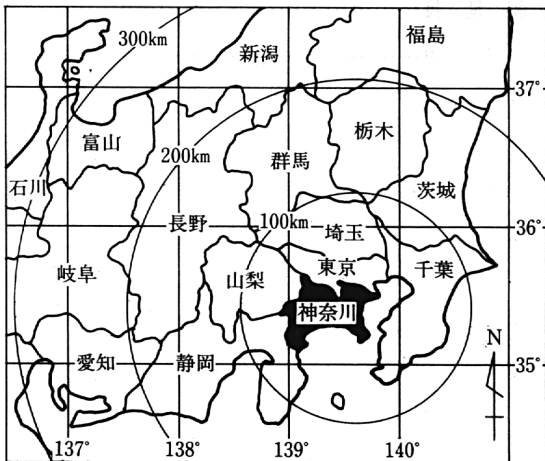 300km
新潟
福島
37°
富山
200km
群馬
栃木
石川
茨城
長野
100km
36°
埼玉
岐阜
山梨
東京
千葉
神奈川
N
愛知
静岡
35°
137°
138°
139°
140°